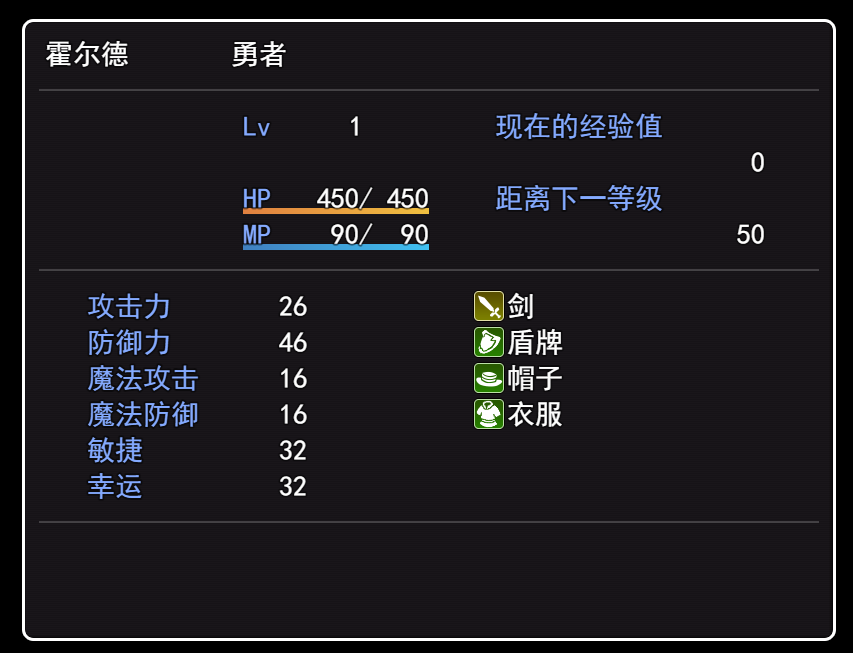 霍尔德 勇者
Lv 1 现在的经验值
0
HP 450/ 450 距离下一等级
MP 90/ 90 50
攻击力 26 剑
防御力 46 盾牌
魔法攻击 16 帽子
魔法防御 16 衣服
敏捷 32
幸运 32